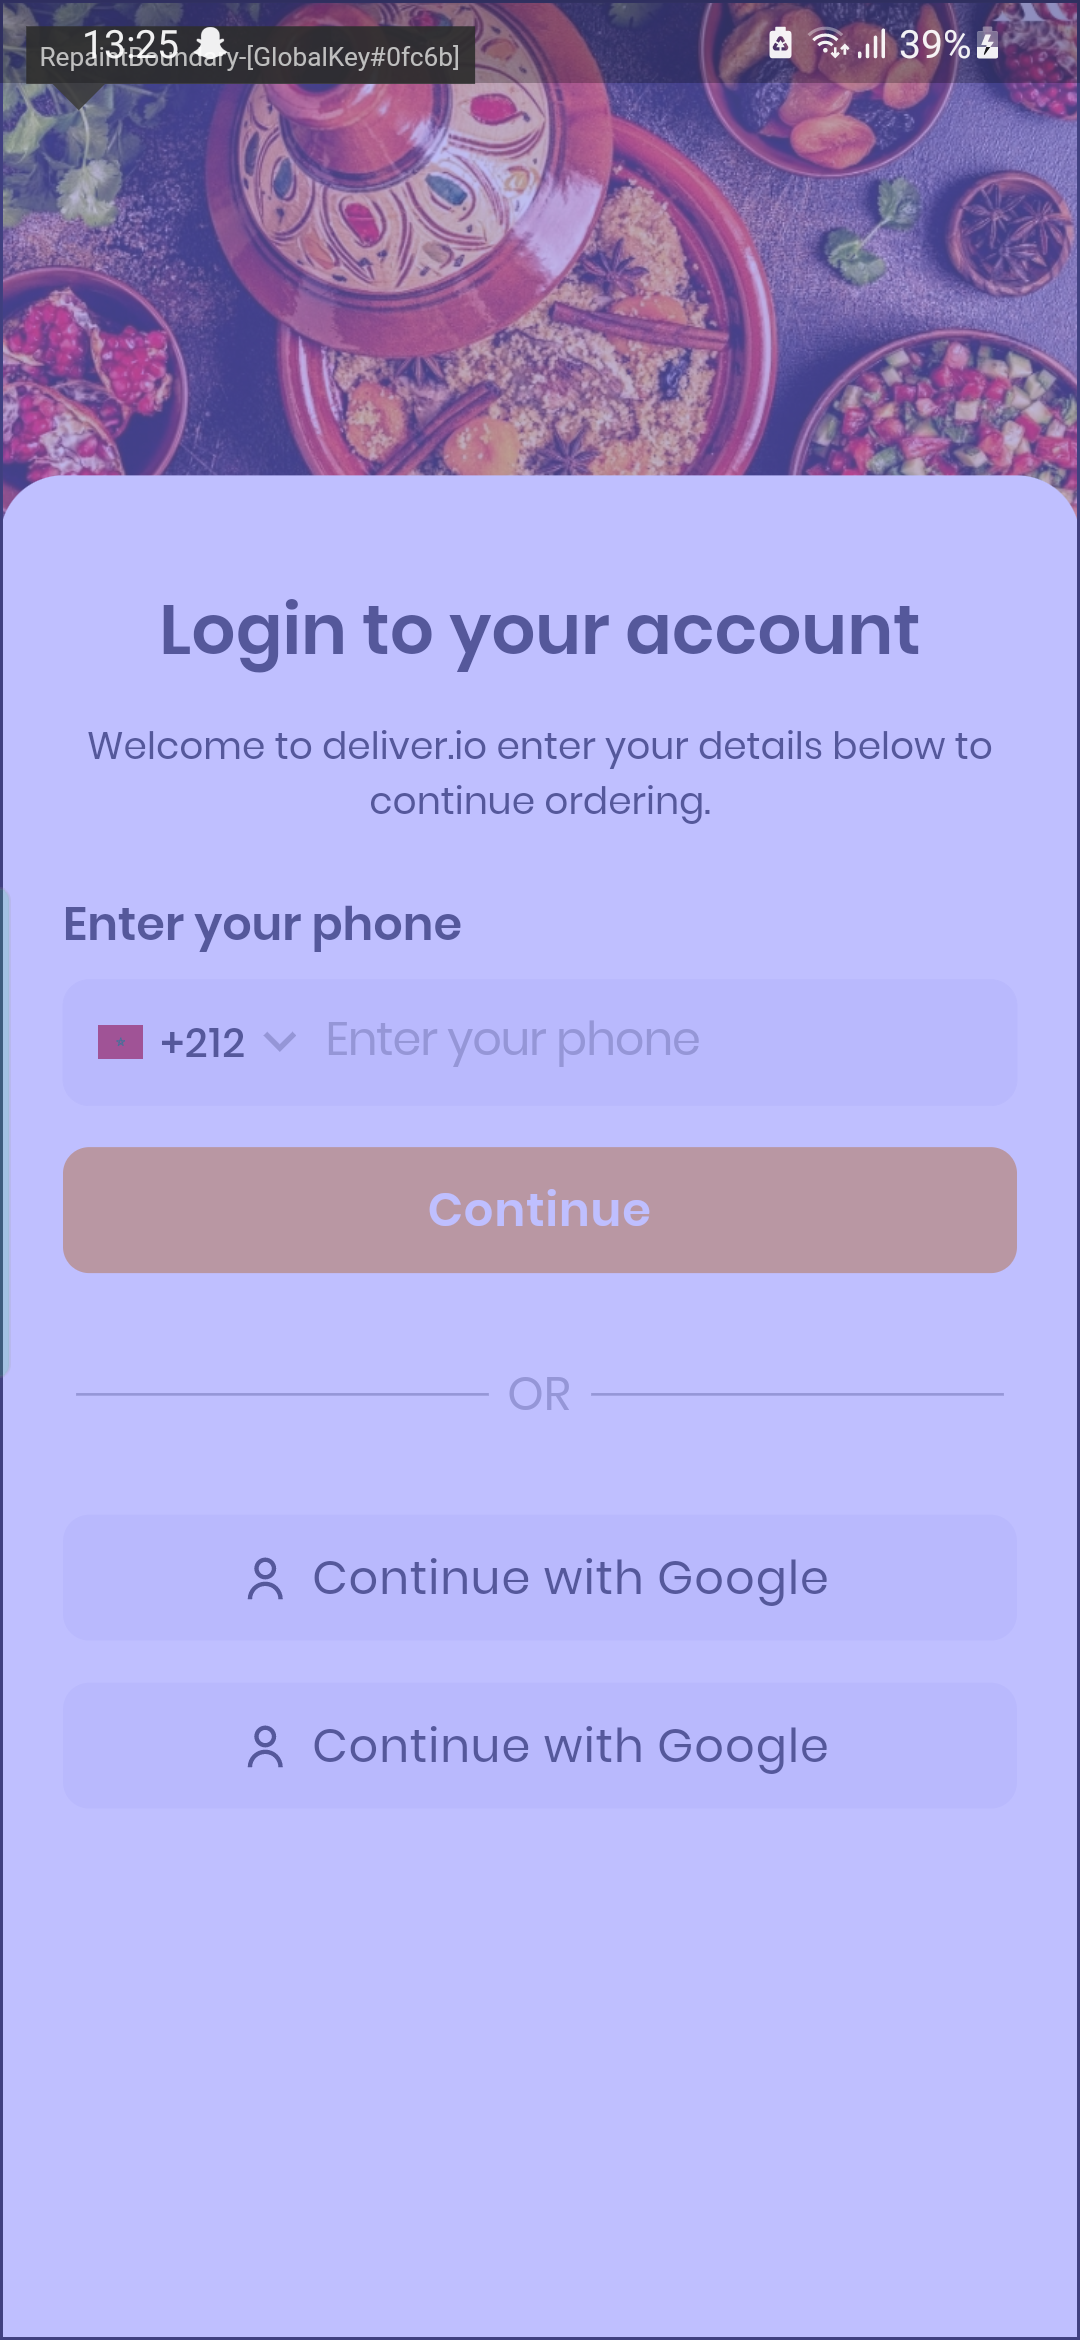 13:25
39%
RepaintBoundary-[GlobalKey#0fc6b]
Login to your account
Welcome to deliver.io enter your details below to
continue ordering.
Enter your phone
+212 Enter your phone
Continue
OR
Continue with Google
Continue with Google